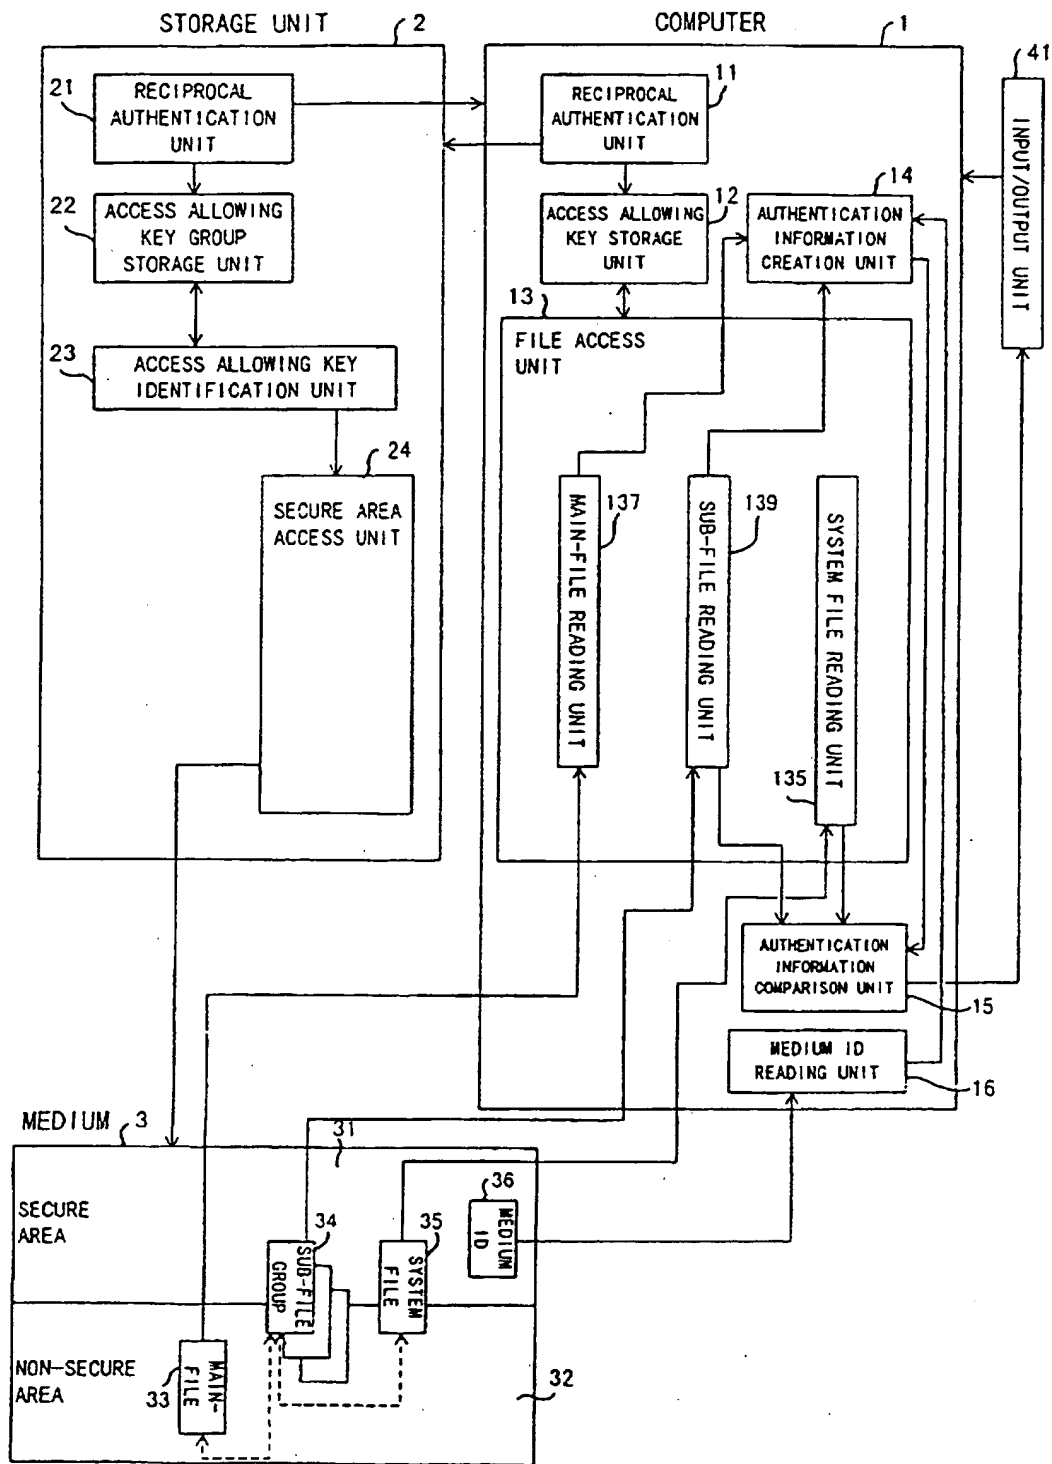 STORAGE UNIT
2
21
RECIPROCAL
AUTHENTICATION
UNIT
22
ACCESS ALLOWING
KEY GROUP
STORAGE UNIT
23
ACCESS ALLOWING KEY
IDENTIFICATION UNIT
24
SECURE AREA
ACCESS UNIT
COMPUTER
1
11
RECIPROCAL
AUTHENTICATION
UNIT
12
ACCESS ALLOWING
KEY STORAGE
UNIT
14
AUTHENTICATION
INFORMATION
CREATION UNIT
41
INPUT/OUTPUT UNIT
13
FILE ACCESS
UNIT
MAIN-FILE READING UNIT
137
SUB-FILE READING UNIT
139
SYSTEM FILE READING UNIT
135
AUTHENTICATION
INFORMATION
COMPARISON UNIT
15
MEDIUM ID
READING UNIT
16
MEDIUM
3
31
SECURE
AREA
34
SUB-FILE
GROUP
35
SYSTEM
FILE
36
MEDIUM
ID
NON-SECURE
AREA
33
MAIN-
FILE
32